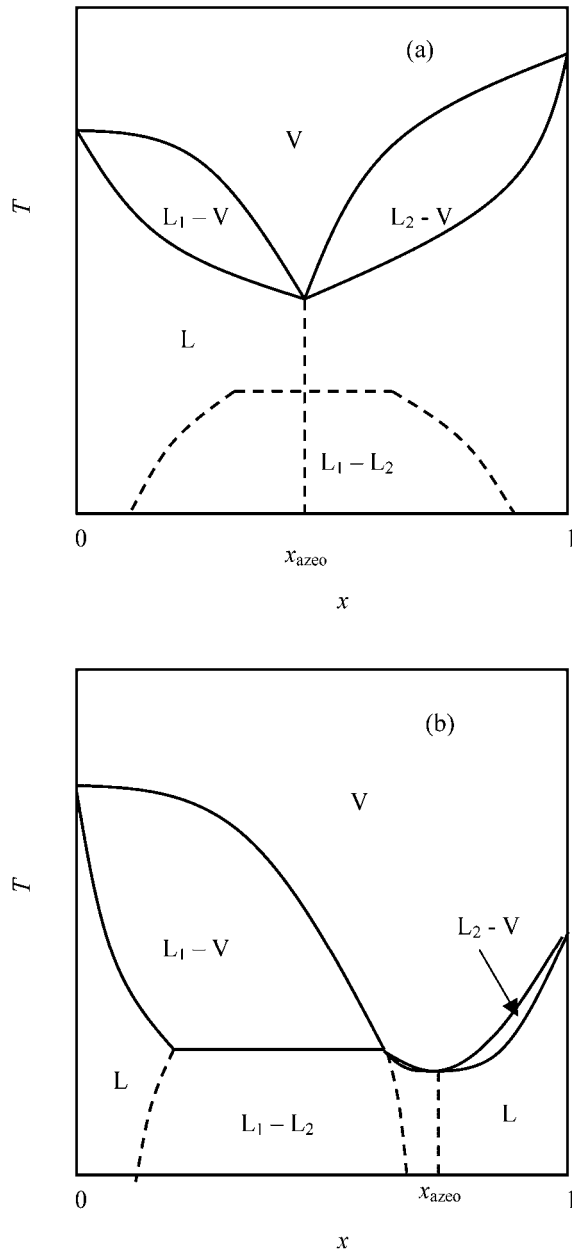 (a)
V
T
L₁ – V
L₂ - V
L
L₁ – L₂
0
1
xazeo
x
(b)
V
T
L₂ - V
L₁ – V
L
L₁ – L₂
L
0
xazeo
1
x